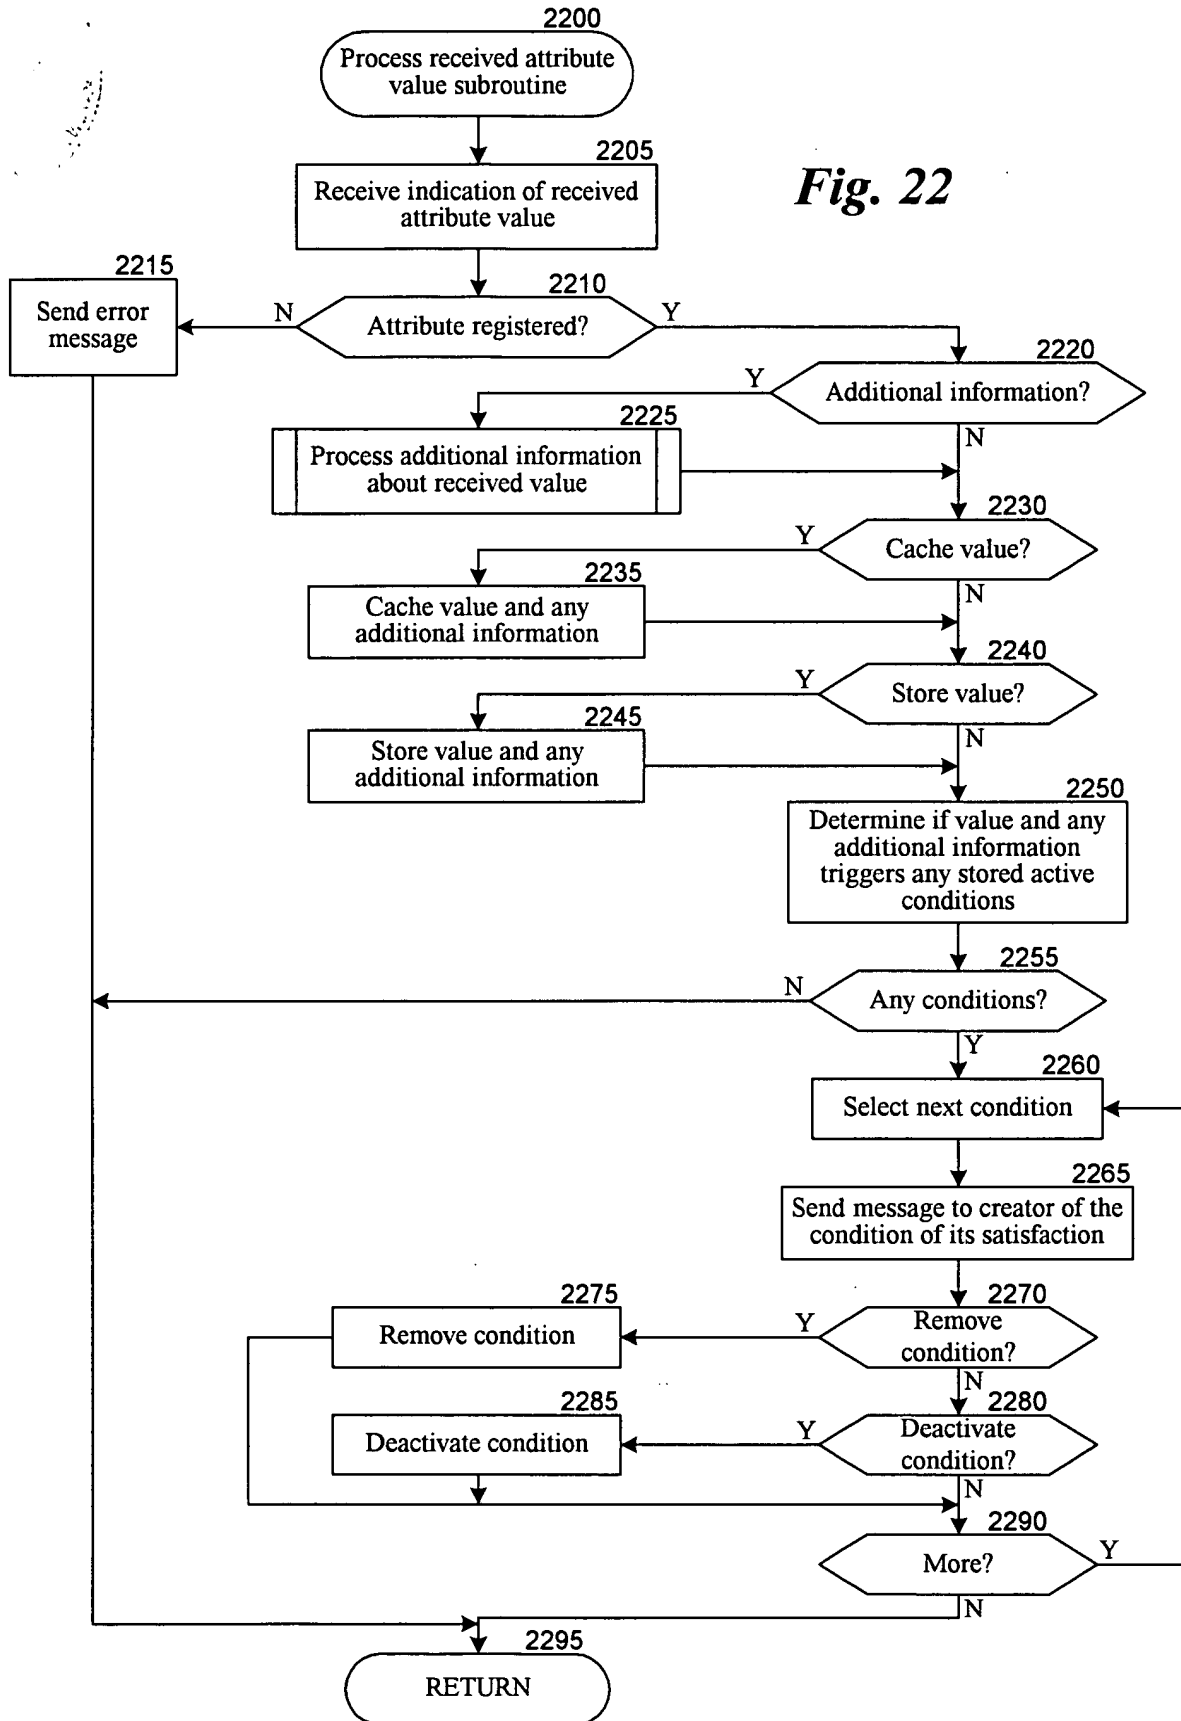 2200
Process received attribute
value subroutine
2205
Receive indication of received
attribute value
Fig. 22
2210
Attribute registered?
N
Y
2215
Send error
message
2220
Additional information?
Y
N
2225
Process additional information
about received value
2230
Cache value?
Y
N
2235
Cache value and any
additional information
2240
Store value?
Y
N
2245
Store value and any
additional information
2250
Determine if value and any
additional information
triggers any stored active
conditions
2255
Any conditions?
N
Y
2260
Select next condition
2265
Send message to creator of the
condition of its satisfaction
2270
Remove
condition?
Y
N
2275
Remove condition
2280
Deactivate
condition?
Y
N
2285
Deactivate condition
2290
More?
Y
N
2295
RETURN